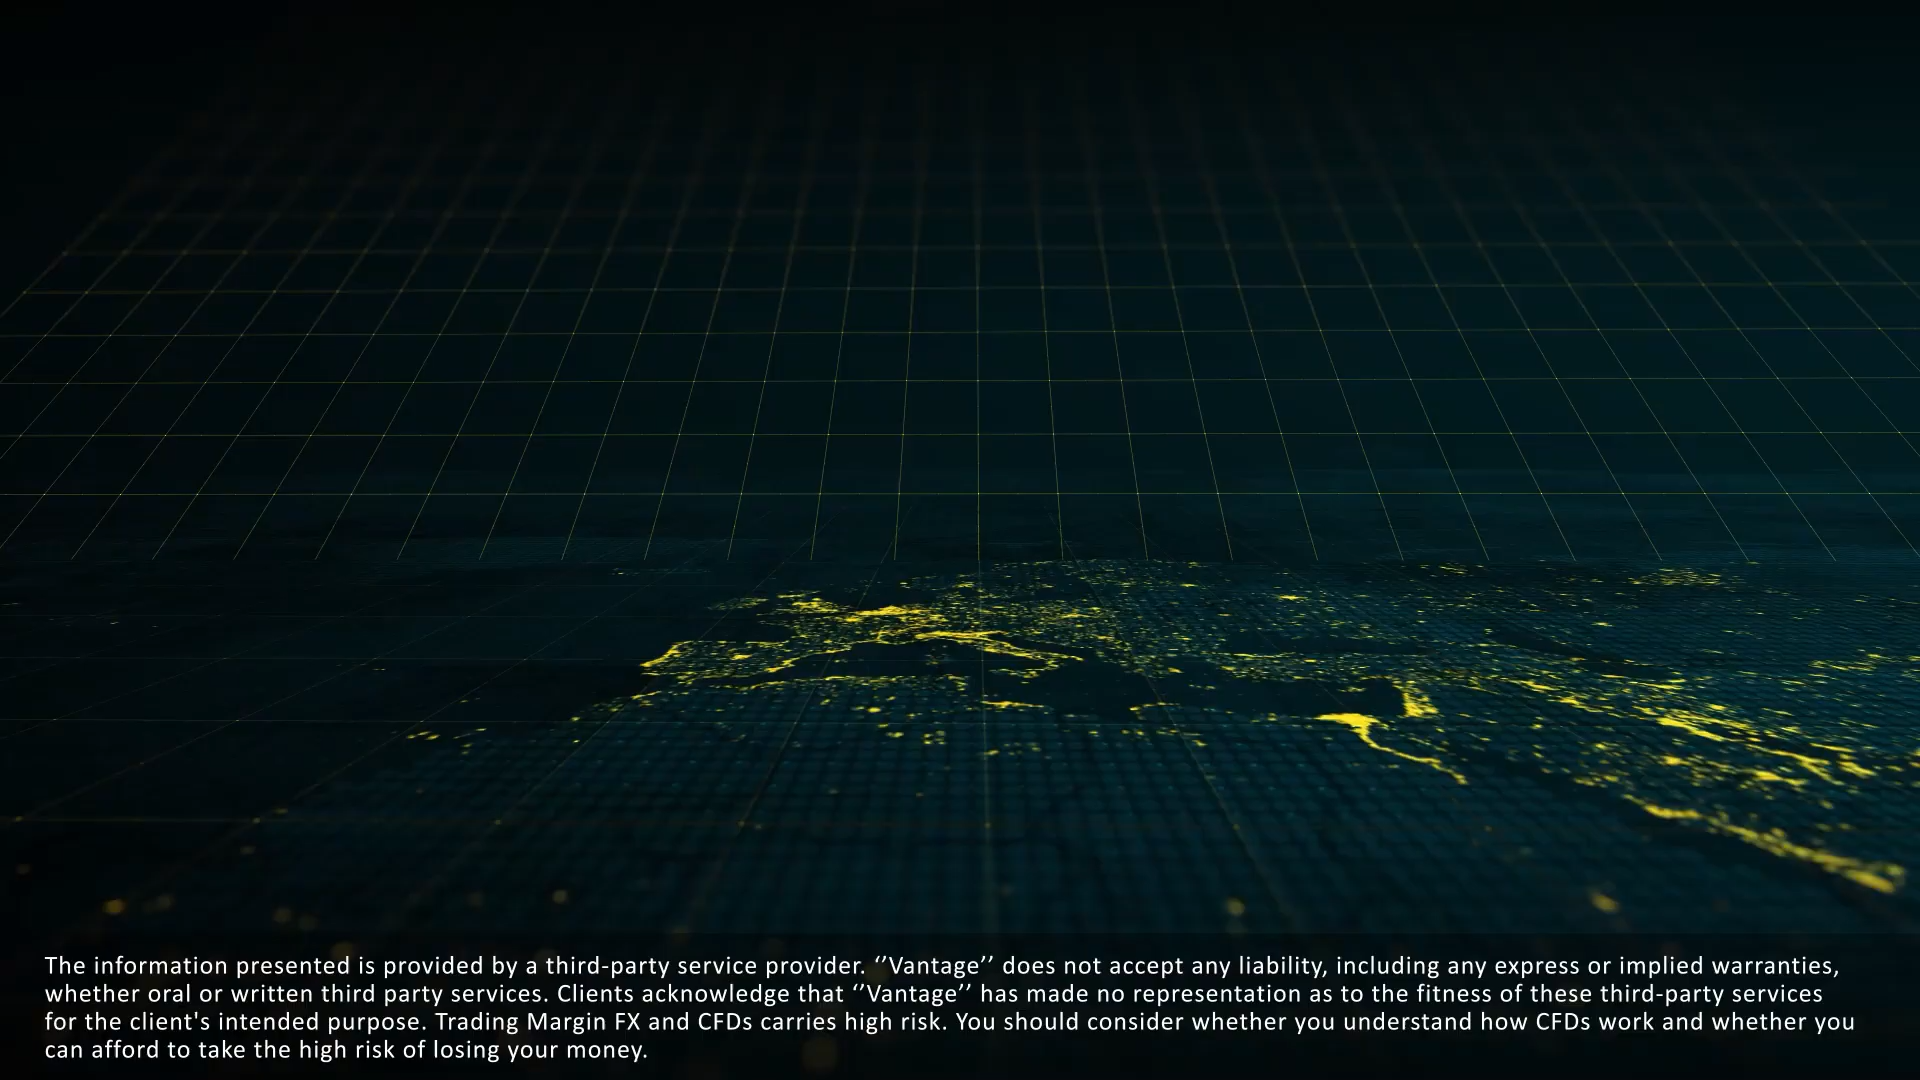 The information presented is provided by a third-party service provider. ‘’Vantage’’ does not accept any liability, including any express or implied warranties,
whether oral or written third party services. Clients acknowledge that ‘’Vantage’’ has made no representation as to the fitness of these third-party services
for the client's intended purpose. Trading Margin FX and CFDs carries high risk. You should consider whether you understand how CFDs work and whether you
can afford to take the high risk of losing your money.